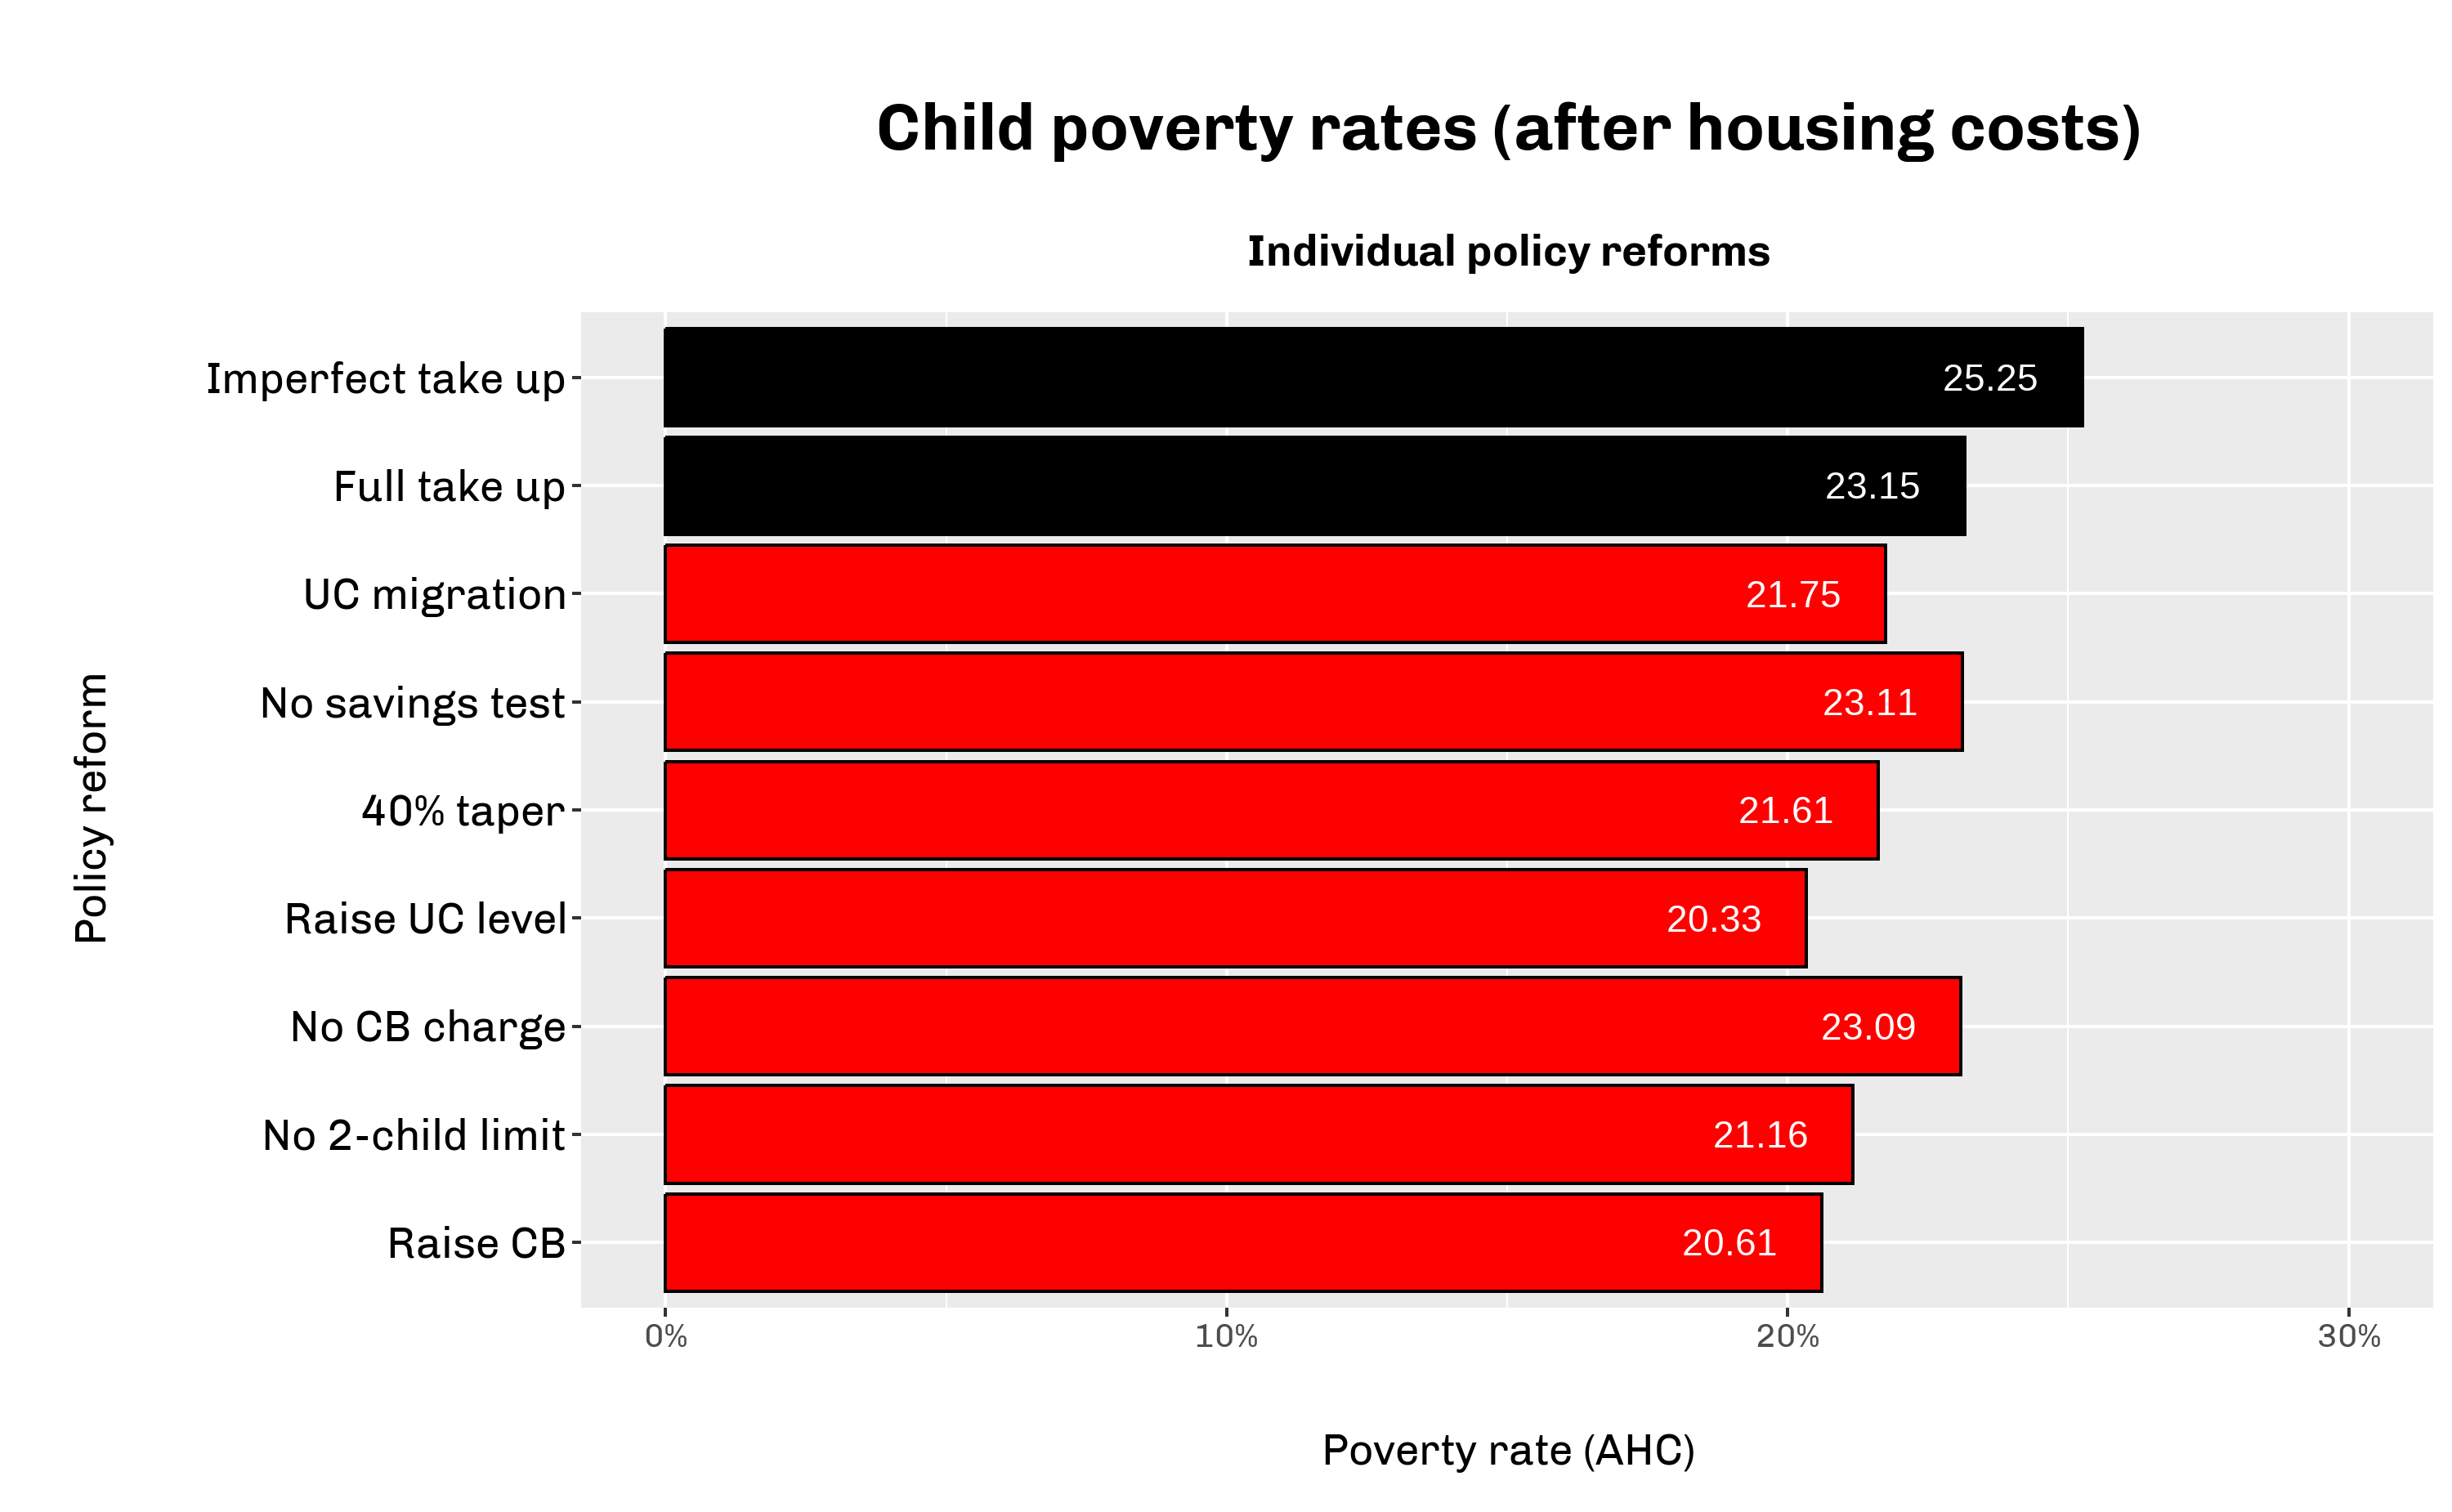 Child poverty rates (after housing costs)
Individual policy reforms
Policy reform
Imperfect take up
25.25
Full take up
23.15
UC migration
21.75
No savings test
23.11
40% taper
21.61
Raise UC level
20.33
No CB charge
23.09
No 2-child limit
21.16
Raise CB
20.61
0%
10%
20%
30%
Poverty rate (AHC)